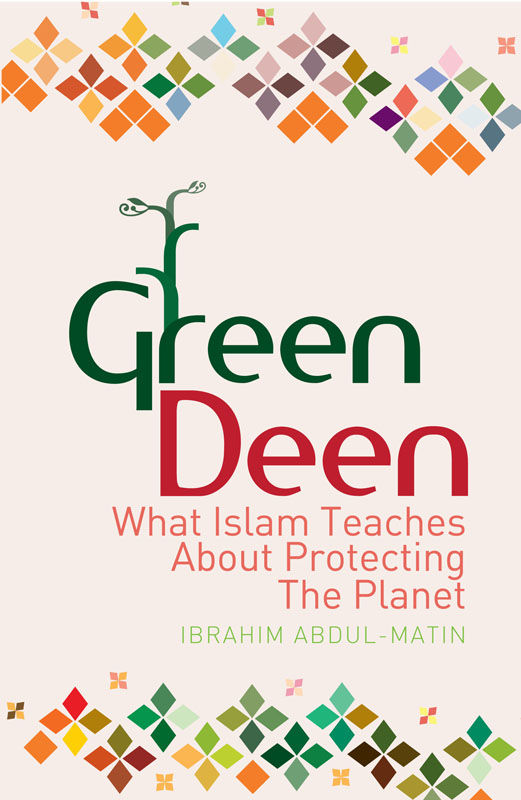 Green
Deen
What Islam Teaches
About Protecting
The Planet
IBRAHIM ABDUL-MATIN